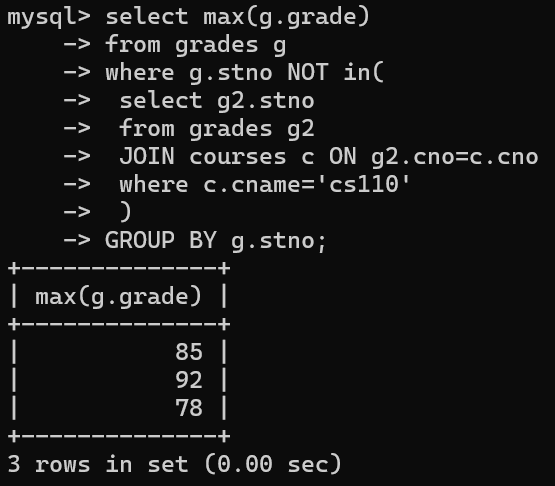 mysql> select max(g.grade)
    -> from grades g
    -> where g.stno NOT in(
    ->  select g2.stno
    ->  from grades g2
    ->  JOIN courses c ON g2.cno=c.cno
    ->  where c.cname='cs110'
    ->  )
    -> GROUP BY g.stno;
+--------------+
| max(g.grade) |
+--------------+
|           85 |
|           92 |
|           78 |
+--------------+
3 rows in set (0.00 sec)